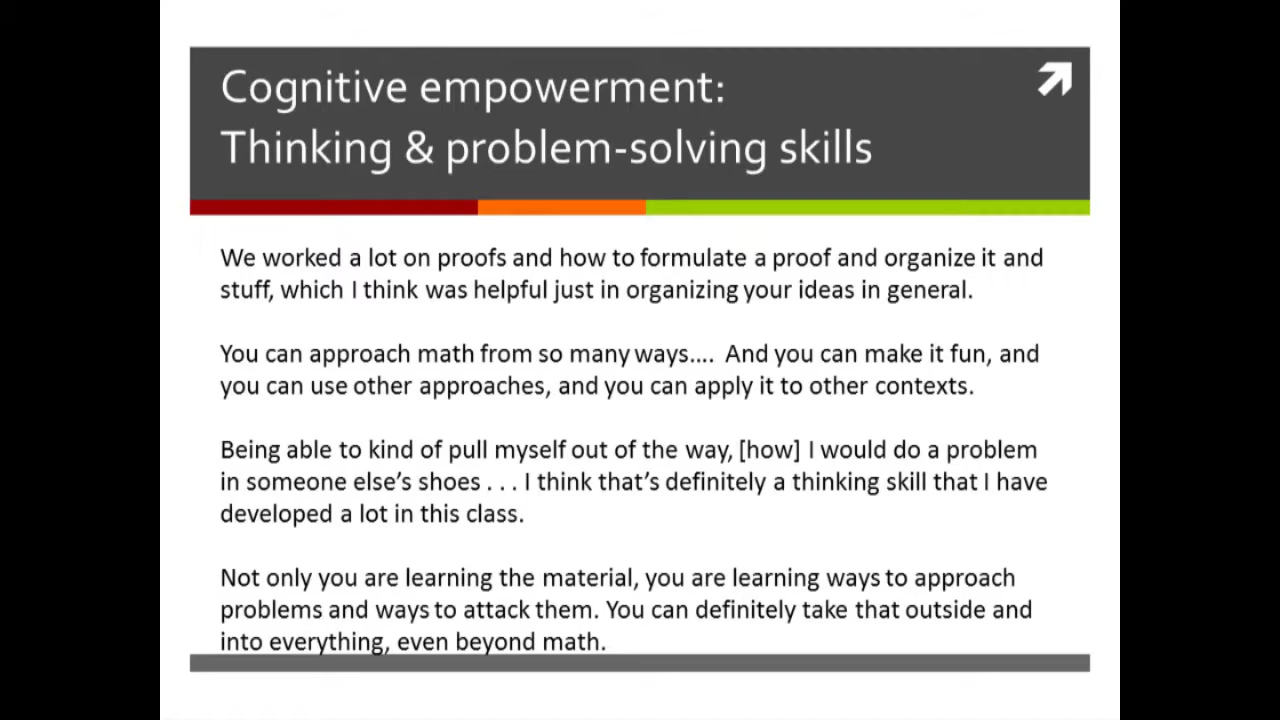 Cognitive empowerment:
Thinking & problem-solving skills
We worked a lot on proofs and how to formulate a proof and organize it and
stuff, which I think was helpful just in organizing your ideas in general.
You can approach math from so many ways.... And you can make it fun, and
you can use other approaches, and you can apply it to other contexts.
Being able to kind of pull myself out of the way, [how] I would do a problem
in someone else’s shoes . . . I think that’s definitely a thinking skill that I have
developed a lot in this class.
Not only you are learning the material, you are learning ways to approach
problems and ways to attack them. You can definitely take that outside and
into everything, even beyond math.